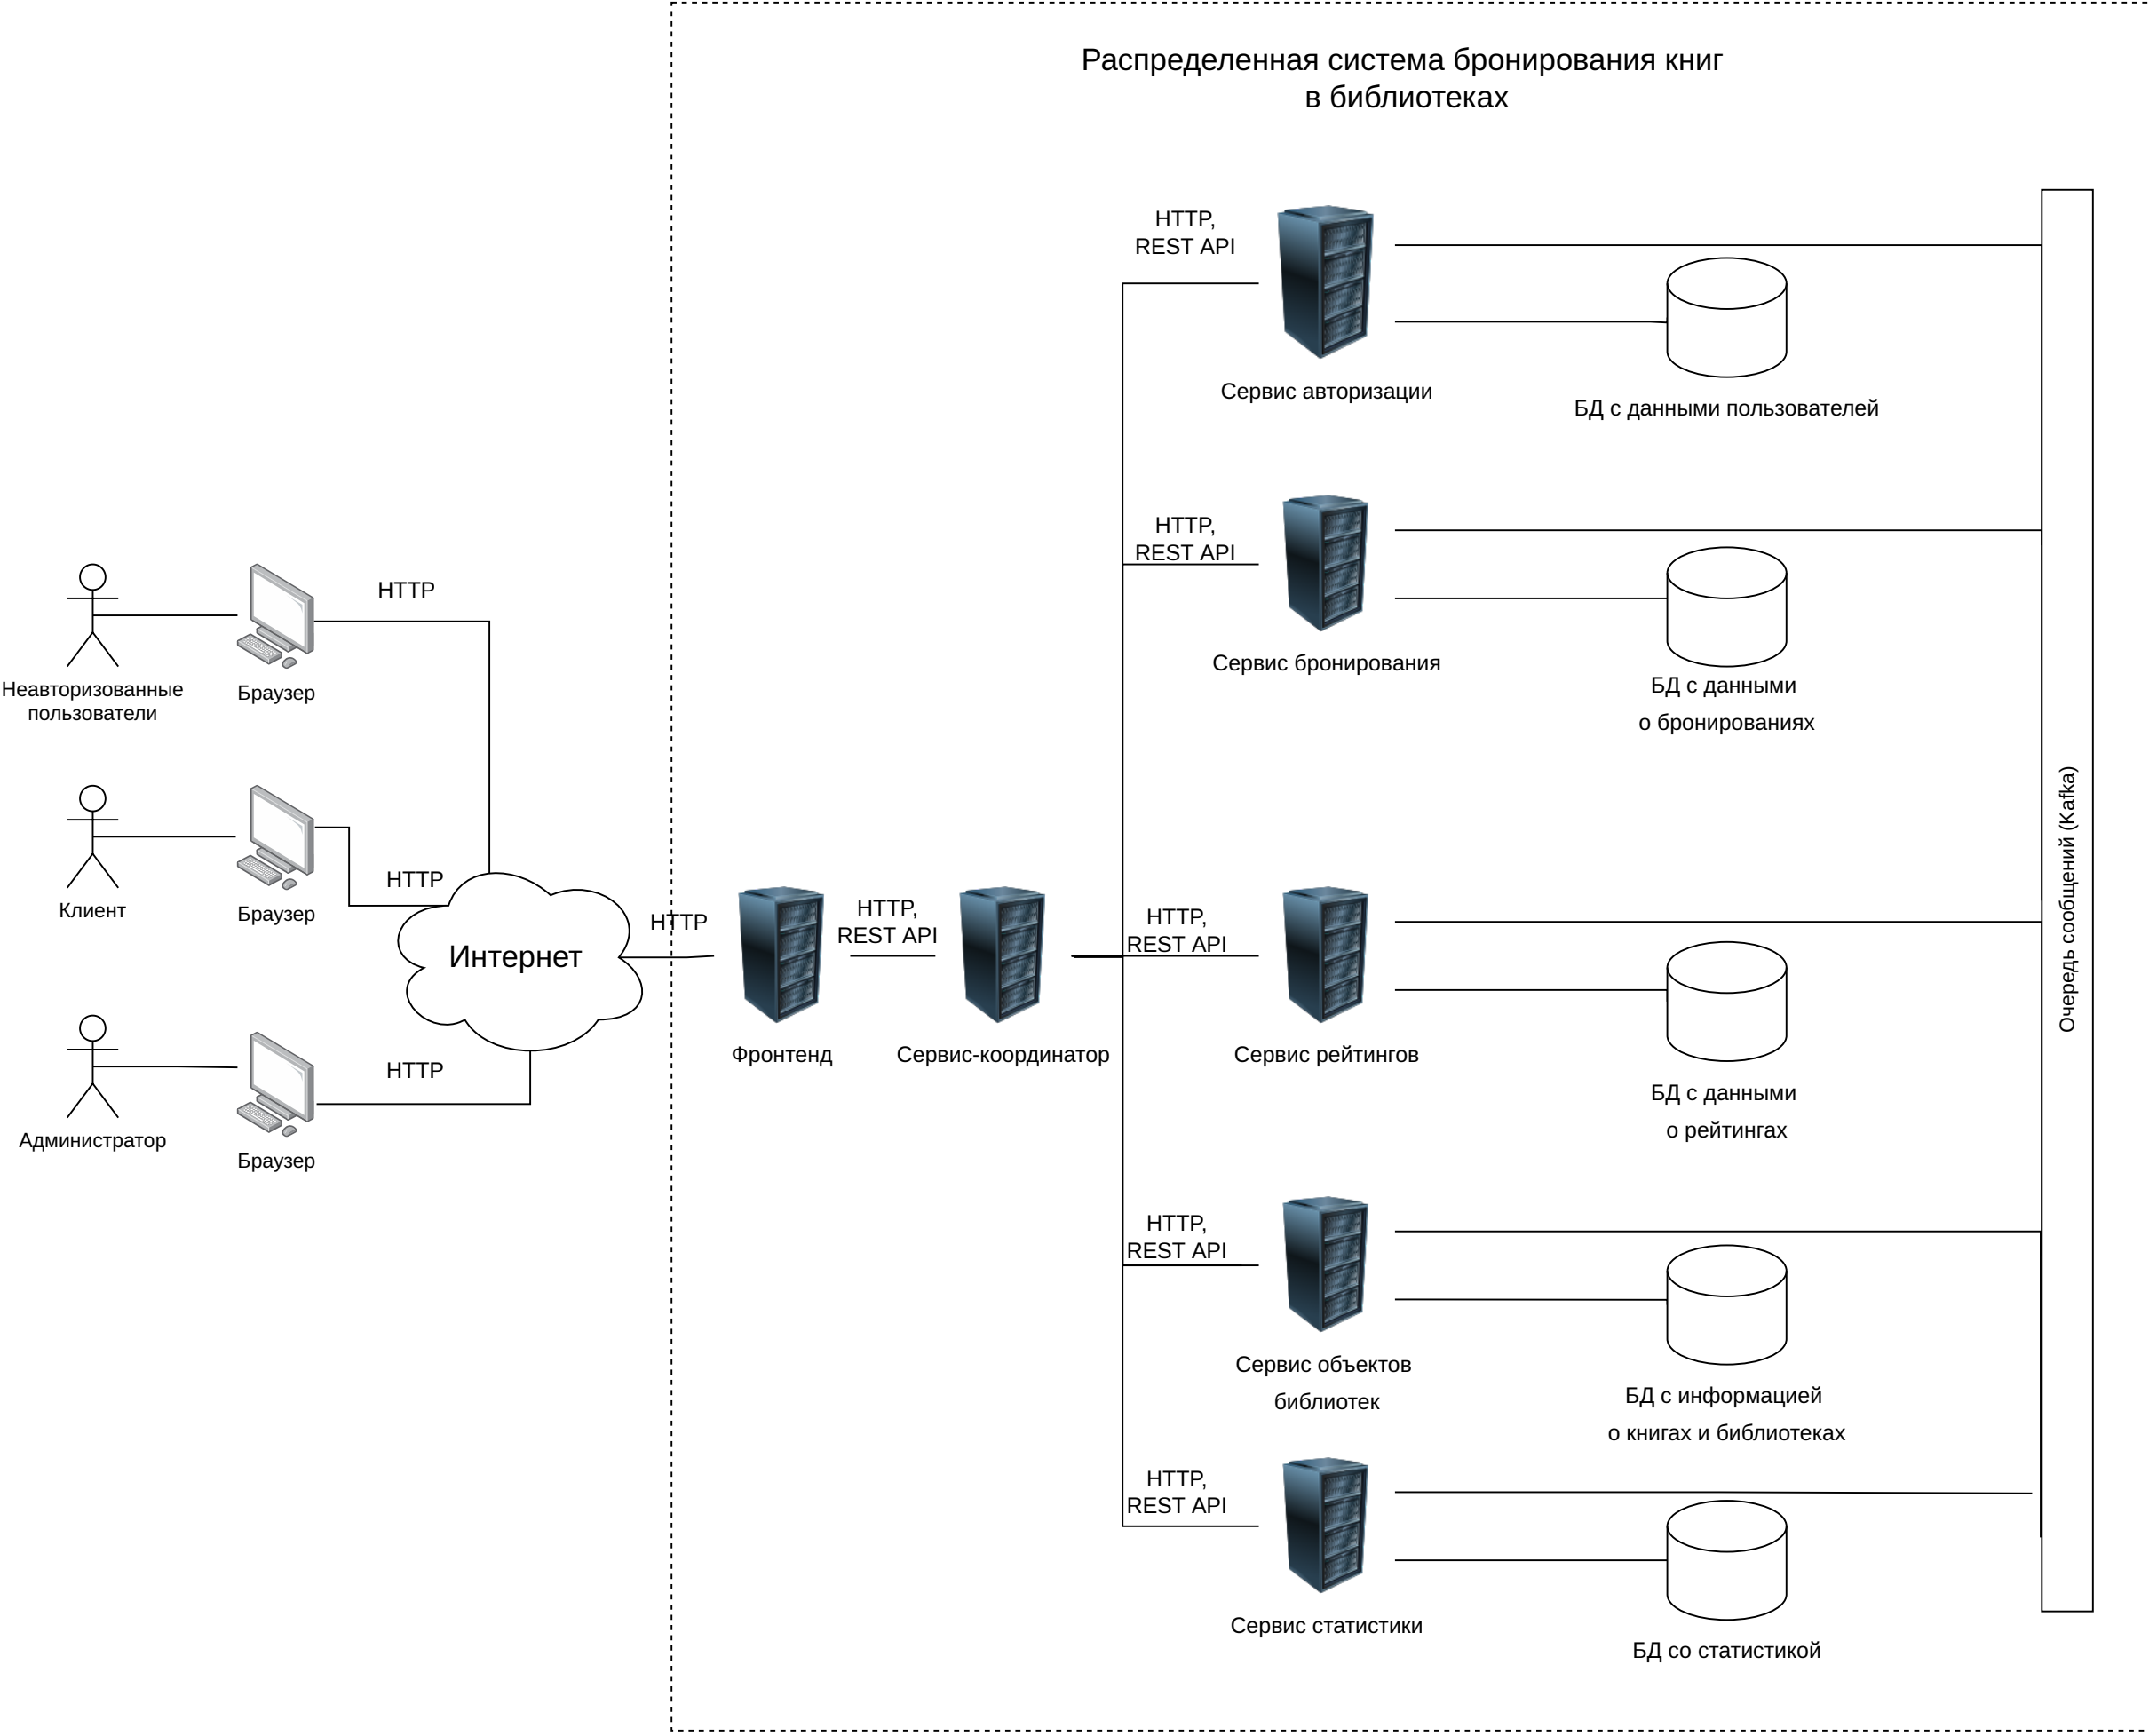 Распределенная система бронирования книг
в библиотеках
HTTP,
REST API
Сервис авторизации
БД с данными пользователей
HTTP,
REST API
Сервис бронирования
БД с данными
о бронированиях
HTTP
Неавторизованные
пользователи
Браузер
HTTP
Клиент
Браузер
Интернет
HTTP
Администратор
Браузер
HTTP
Фронтенд
HTTP,
REST API
Сервис-координатор
HTTP,
REST API
Сервис рейтингов
БД с данными
о рейтингах
HTTP,
REST API
Сервис объектов
библиотек
БД с информацией
о книгах и библиотеках
HTTP,
REST API
Сервис статистики
БД со статистикой
Очередь сообщений (Kafka)